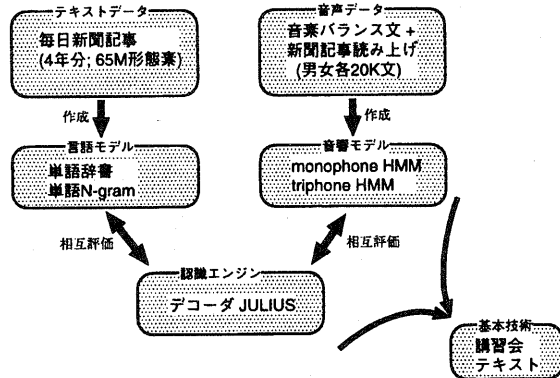 テキストデータ
毎日新聞記事
(4年分; 65M形態素)
音声データ
音素バランス文 +
新聞記事読み上げ
(男女各20K文)
作成
作成
言語モデル
単語辞書
単語N-gram
音響モデル
monophone HMM
triphone HMM
相互評価
相互評価
認識エンジン
デコーダ JULIUS
基本技術
講習会
テキスト